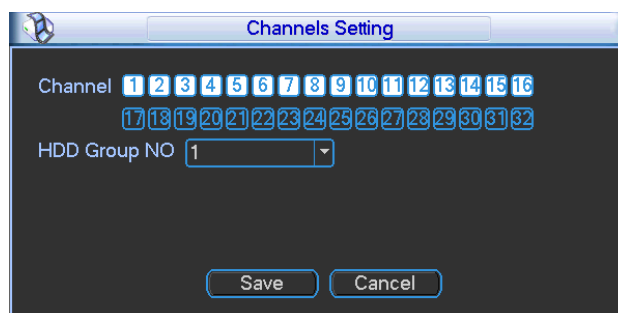 Channels Setting
Channel 1 2 3 4 5 6 7 8 9 10 11 12 13 14 15 16
17 18 19 20 21 22 23 24 25 26 27 28 29 30 31 32
HDD Group NO 1
Save Cancel